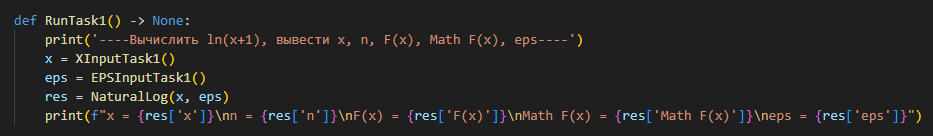 def RunTask1() -> None:
    print('----Вычислить ln(x+1), вывести x, n, F(x), Math F(x), eps----')
    x = XInputTask1()
    eps = EPSInputTask1()
    res = NaturalLog(x, eps)
    print(f"x = {res['x']}\nn = {res['n']}\nF(x) = {res['F(x)']}\nMath F(x) = {res['Math F(x)']}\neps = {res['eps']}")